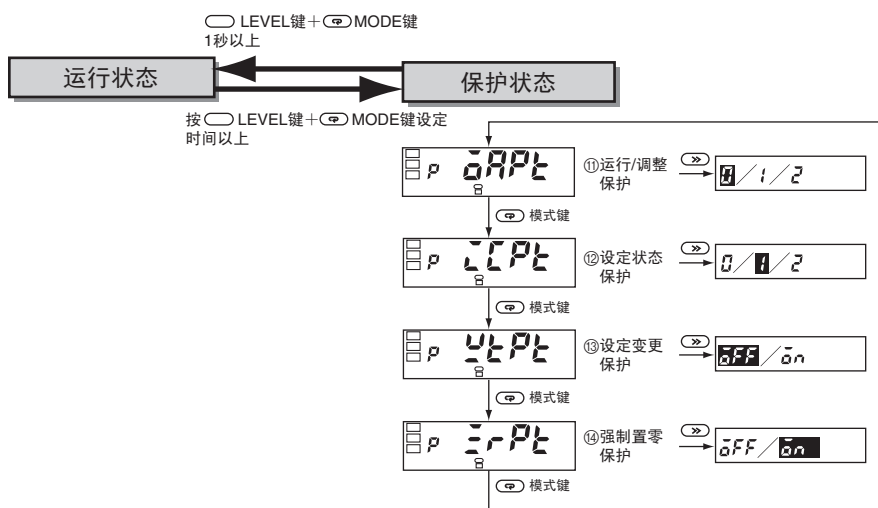 LEVEL键+MODE键
1秒以上
运行状态
保护状态
按 LEVEL键+MODE键设定
时间以上
P oAPt
⑪运行/调整
保护
0/1/2
模式键
P iCPt
⑫设定状态
保护
0/1/2
模式键
P WtPt
⑬设定变更
保护
oFF/on
模式键
P ZrPt
⑭强制置零
保护
oFF/on
模式键